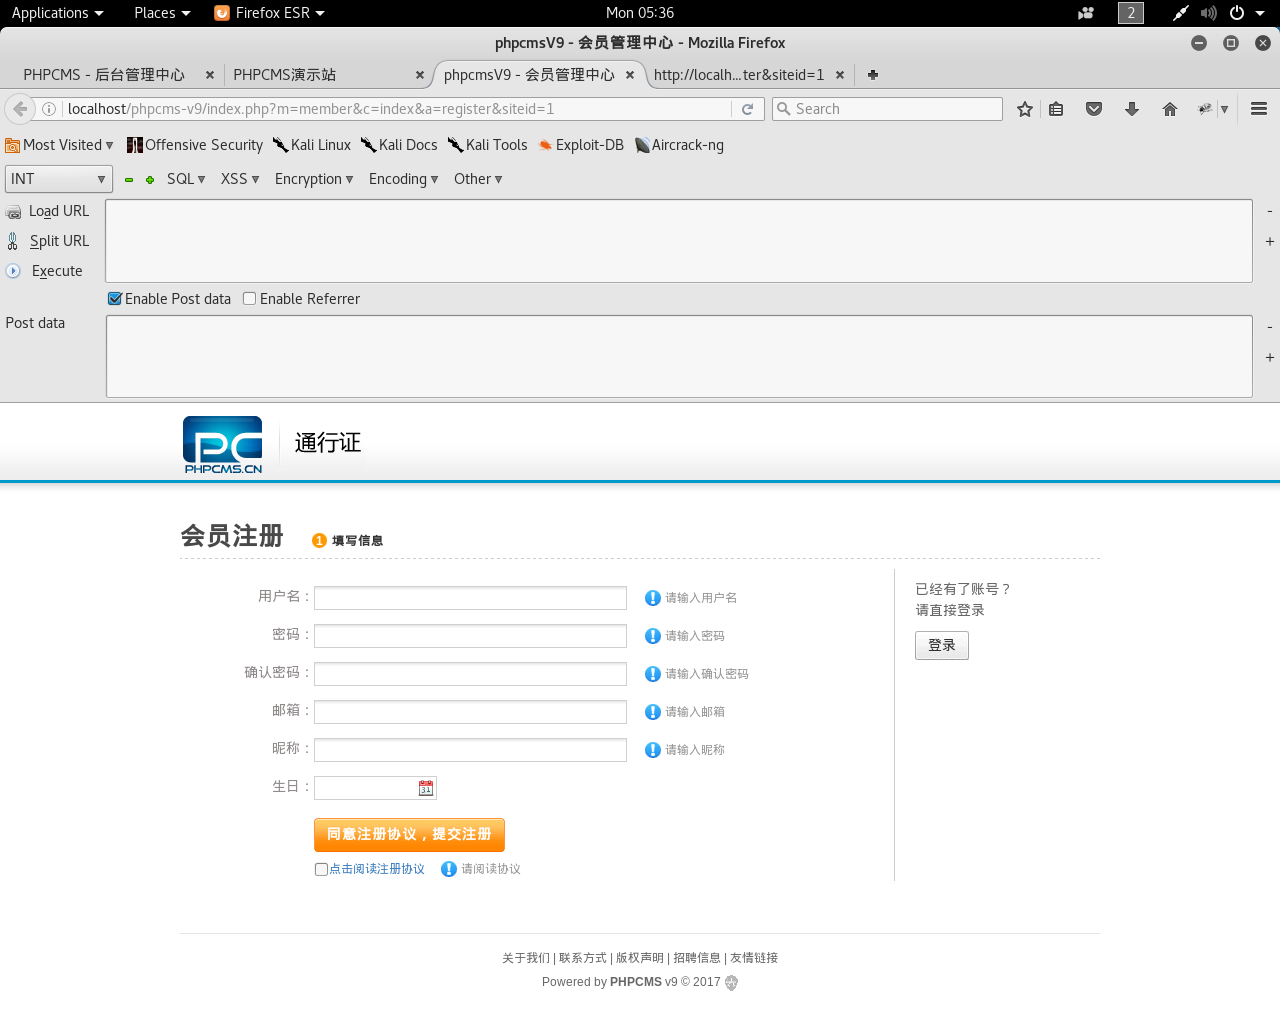 Applications Places Firefox ESR Mon 05:36 2
phpcmsV9 - 会员管理中心 - Mozilla Firefox
PHPCMS - 后台管理中心 PHPCMS演示站 phpcmsV9 - 会员管理中心 http://localh...ter&siteid=1
localhost/phpcms-v9/index.php?m=member&c=index&a=register&siteid=1 Search
Most Visited Offensive Security Kali Linux Kali Docs Kali Tools Exploit-DB Aircrack-ng
INT SQL XSS Encryption Encoding Other
Load URL -
Split URL +
Execute
Enable Post data Enable Referrer
Post data -
+
PC PHPCMS.CN 通行证
会员注册 1 填写信息
用户名： 请输入用户名
密码： 请输入密码
确认密码： 请输入确认密码
邮箱： 请输入邮箱
昵称： 请输入昵称
生日： 31
同意注册协议，提交注册
点击阅读注册协议 请阅读协议
已经有了账号？
请直接登录
登录
关于我们 | 联系方式 | 版权声明 | 招聘信息 | 友情链接
Powered by PHPCMS v9 © 2017